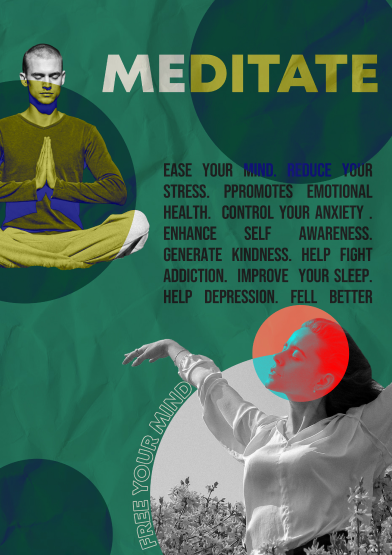 MEDITATE
EASE YOUR MIND. REDUCE YOUR
STRESS. PPROMOTES EMOTIONAL
HEALTH. CONTROL YOUR ANXIETY .
ENHANCE SELF AWARENESS.
GENERATE KINDNESS. HELP FIGHT
ADDICTION. IMPROVE YOUR SLEEP.
HELP DEPRESSION. FELL BETTER
FREE YOUR MIND